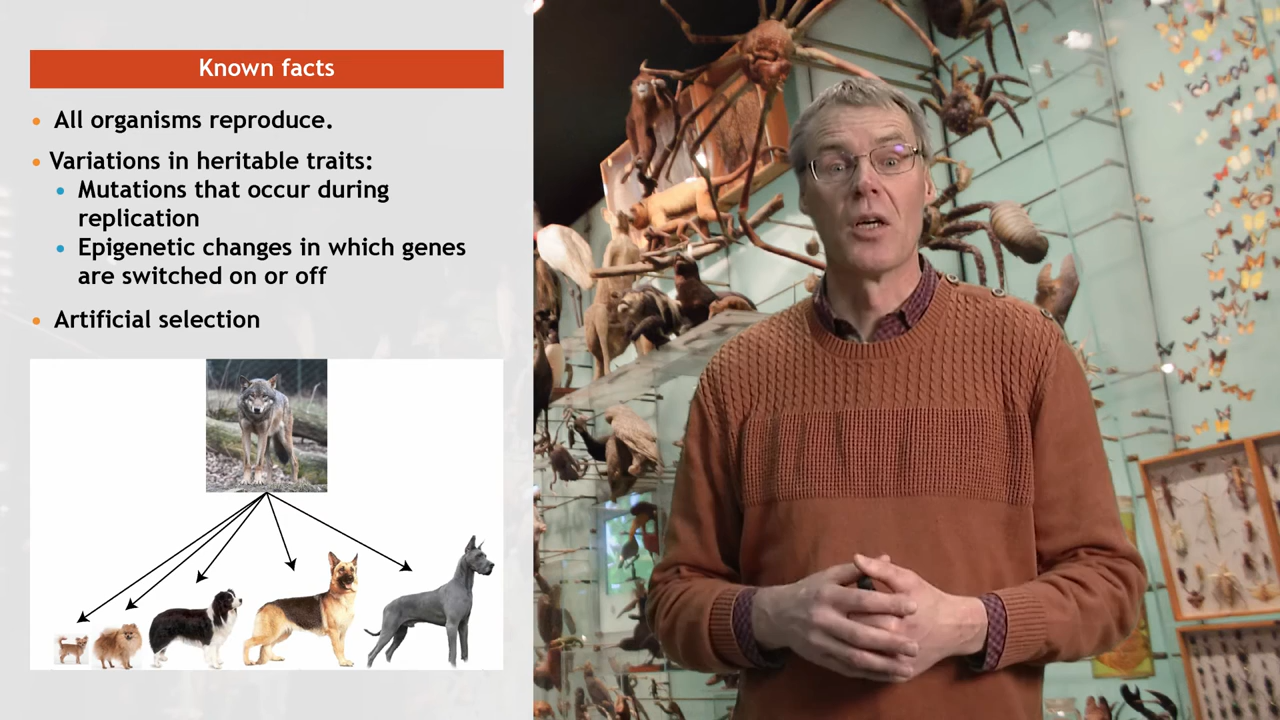 Known facts
• All organisms reproduce.
• Variations in heritable traits:
• Mutations that occur during
replication
• Epigenetic changes in which genes
are switched on or off
• Artificial selection